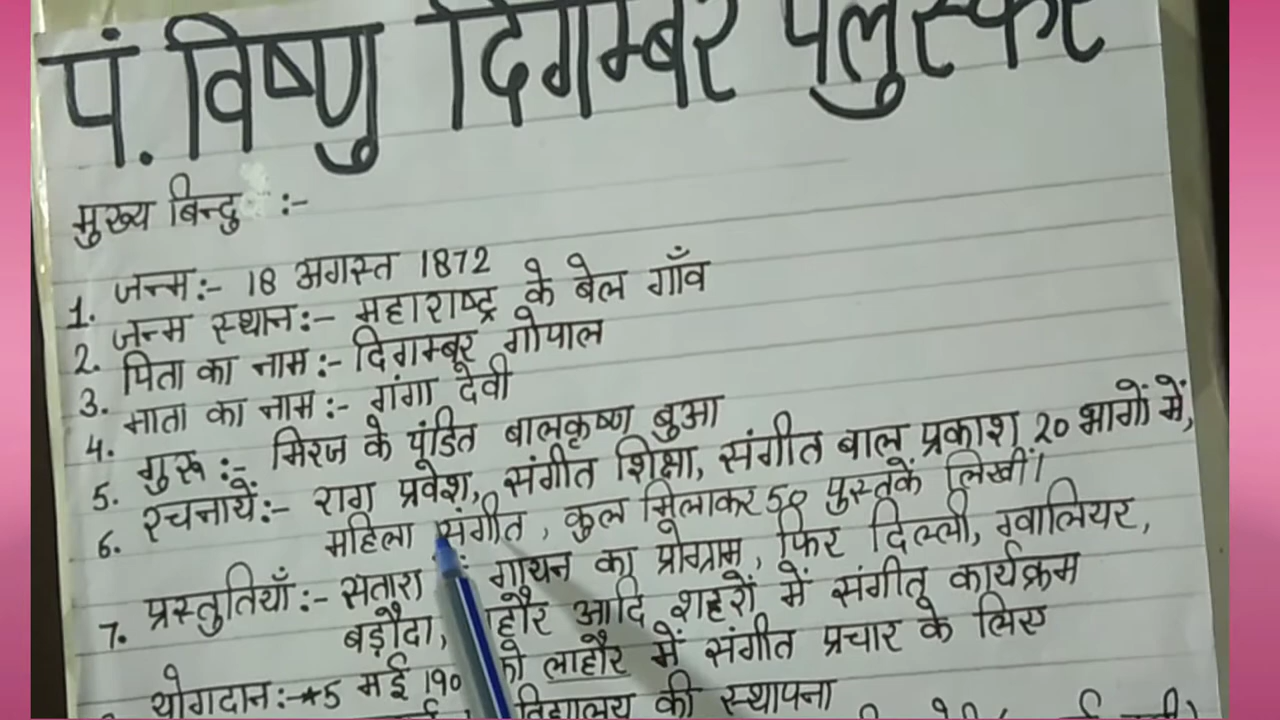 पं. विष्णु दिगम्बर पलुस्कर
मुख्य बिन्दु :-
1. जन्म:- 18 अगस्त 1872
2. जन्म स्थान:- महाराष्ट्र के बेल गाँव
3. पिता का नाम:- दिगम्बर गोपाल
4. माता का नाम:- गंगा देवी
5. गुरू:- मिरज के पंडित बालकृष्ण बुआ
6. रचनायें:- राग प्रवेश, संगीत शिक्षा, संगीत बाल प्रकाश 20 भागों में,
महिला संगीत, कुल मिलाकर 50 पुस्तकें लिखीं।
7. प्रस्तुतियाँ:- सतारा गायन का प्रोग्राम, फिर दिल्ली, ग्वालियर,
बड़ौदा, आदि शहरों में संगीत कार्यक्रम
योगदान:-*5 मई 190 को लाहौर में संगीत प्रचार के लिए
की स्थापना